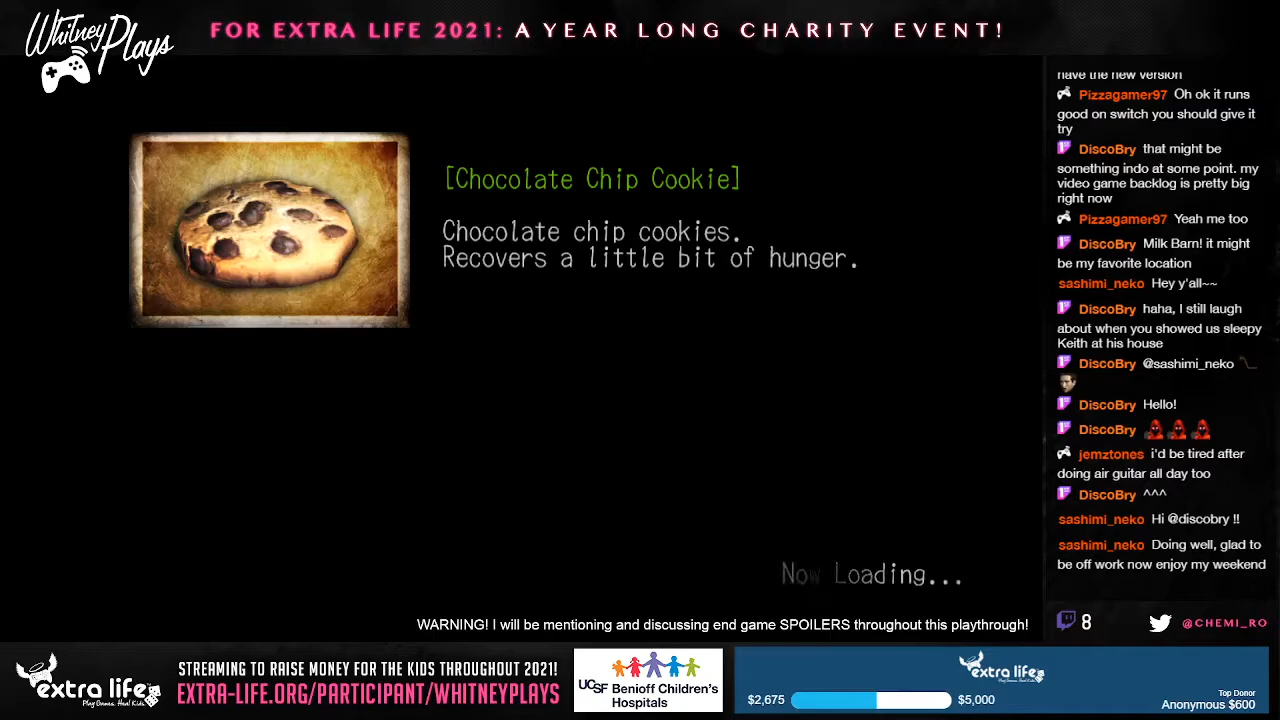 Whitney Plays
FOR EXTRA LIFE 2021: A YEAR LONG CHARITY EVENT!
[Chocolate Chip Cookie]
Chocolate chip cookies.
Recovers a little bit of hunger.
Now Loading...
WARNING! I will be mentioning and discussing end game SPOILERS throughout this playthrough!
have the new version
Pizzagamer97 Oh ok it runs
good on switch you should give it
try
DiscoBry that might be
something indo at some point. my
video game backlog is pretty big
right now
Pizzagamer97 Yeah me too
DiscoBry Milk Barn! it might
be my favorite location
sashimi_neko Hey y'all~~
DiscoBry haha, I still laugh
about when you showed us sleepy
Keith at his house
DiscoBry @sashimi_neko
DiscoBry Hello!
DiscoBry
jemztones i'd be tired after
doing air guitar all day too
DiscoBry ^^^
sashimi_neko Hi @discobry !!
sashimi_neko Doing well, glad to
be off work now enjoy my weekend
8 @CHEMI_RO
extra life
Play Games. Heal Kids.
STREAMING TO RAISE MONEY FOR THE KIDS THROUGHOUT 2021!
EXTRA-LIFE.ORG/PARTICIPANT/WHITNEYPLAYS
UCSF Benioff Children's
Hospitals
extra life
$2,675 $5,000
Top Donor
Anonymous $600